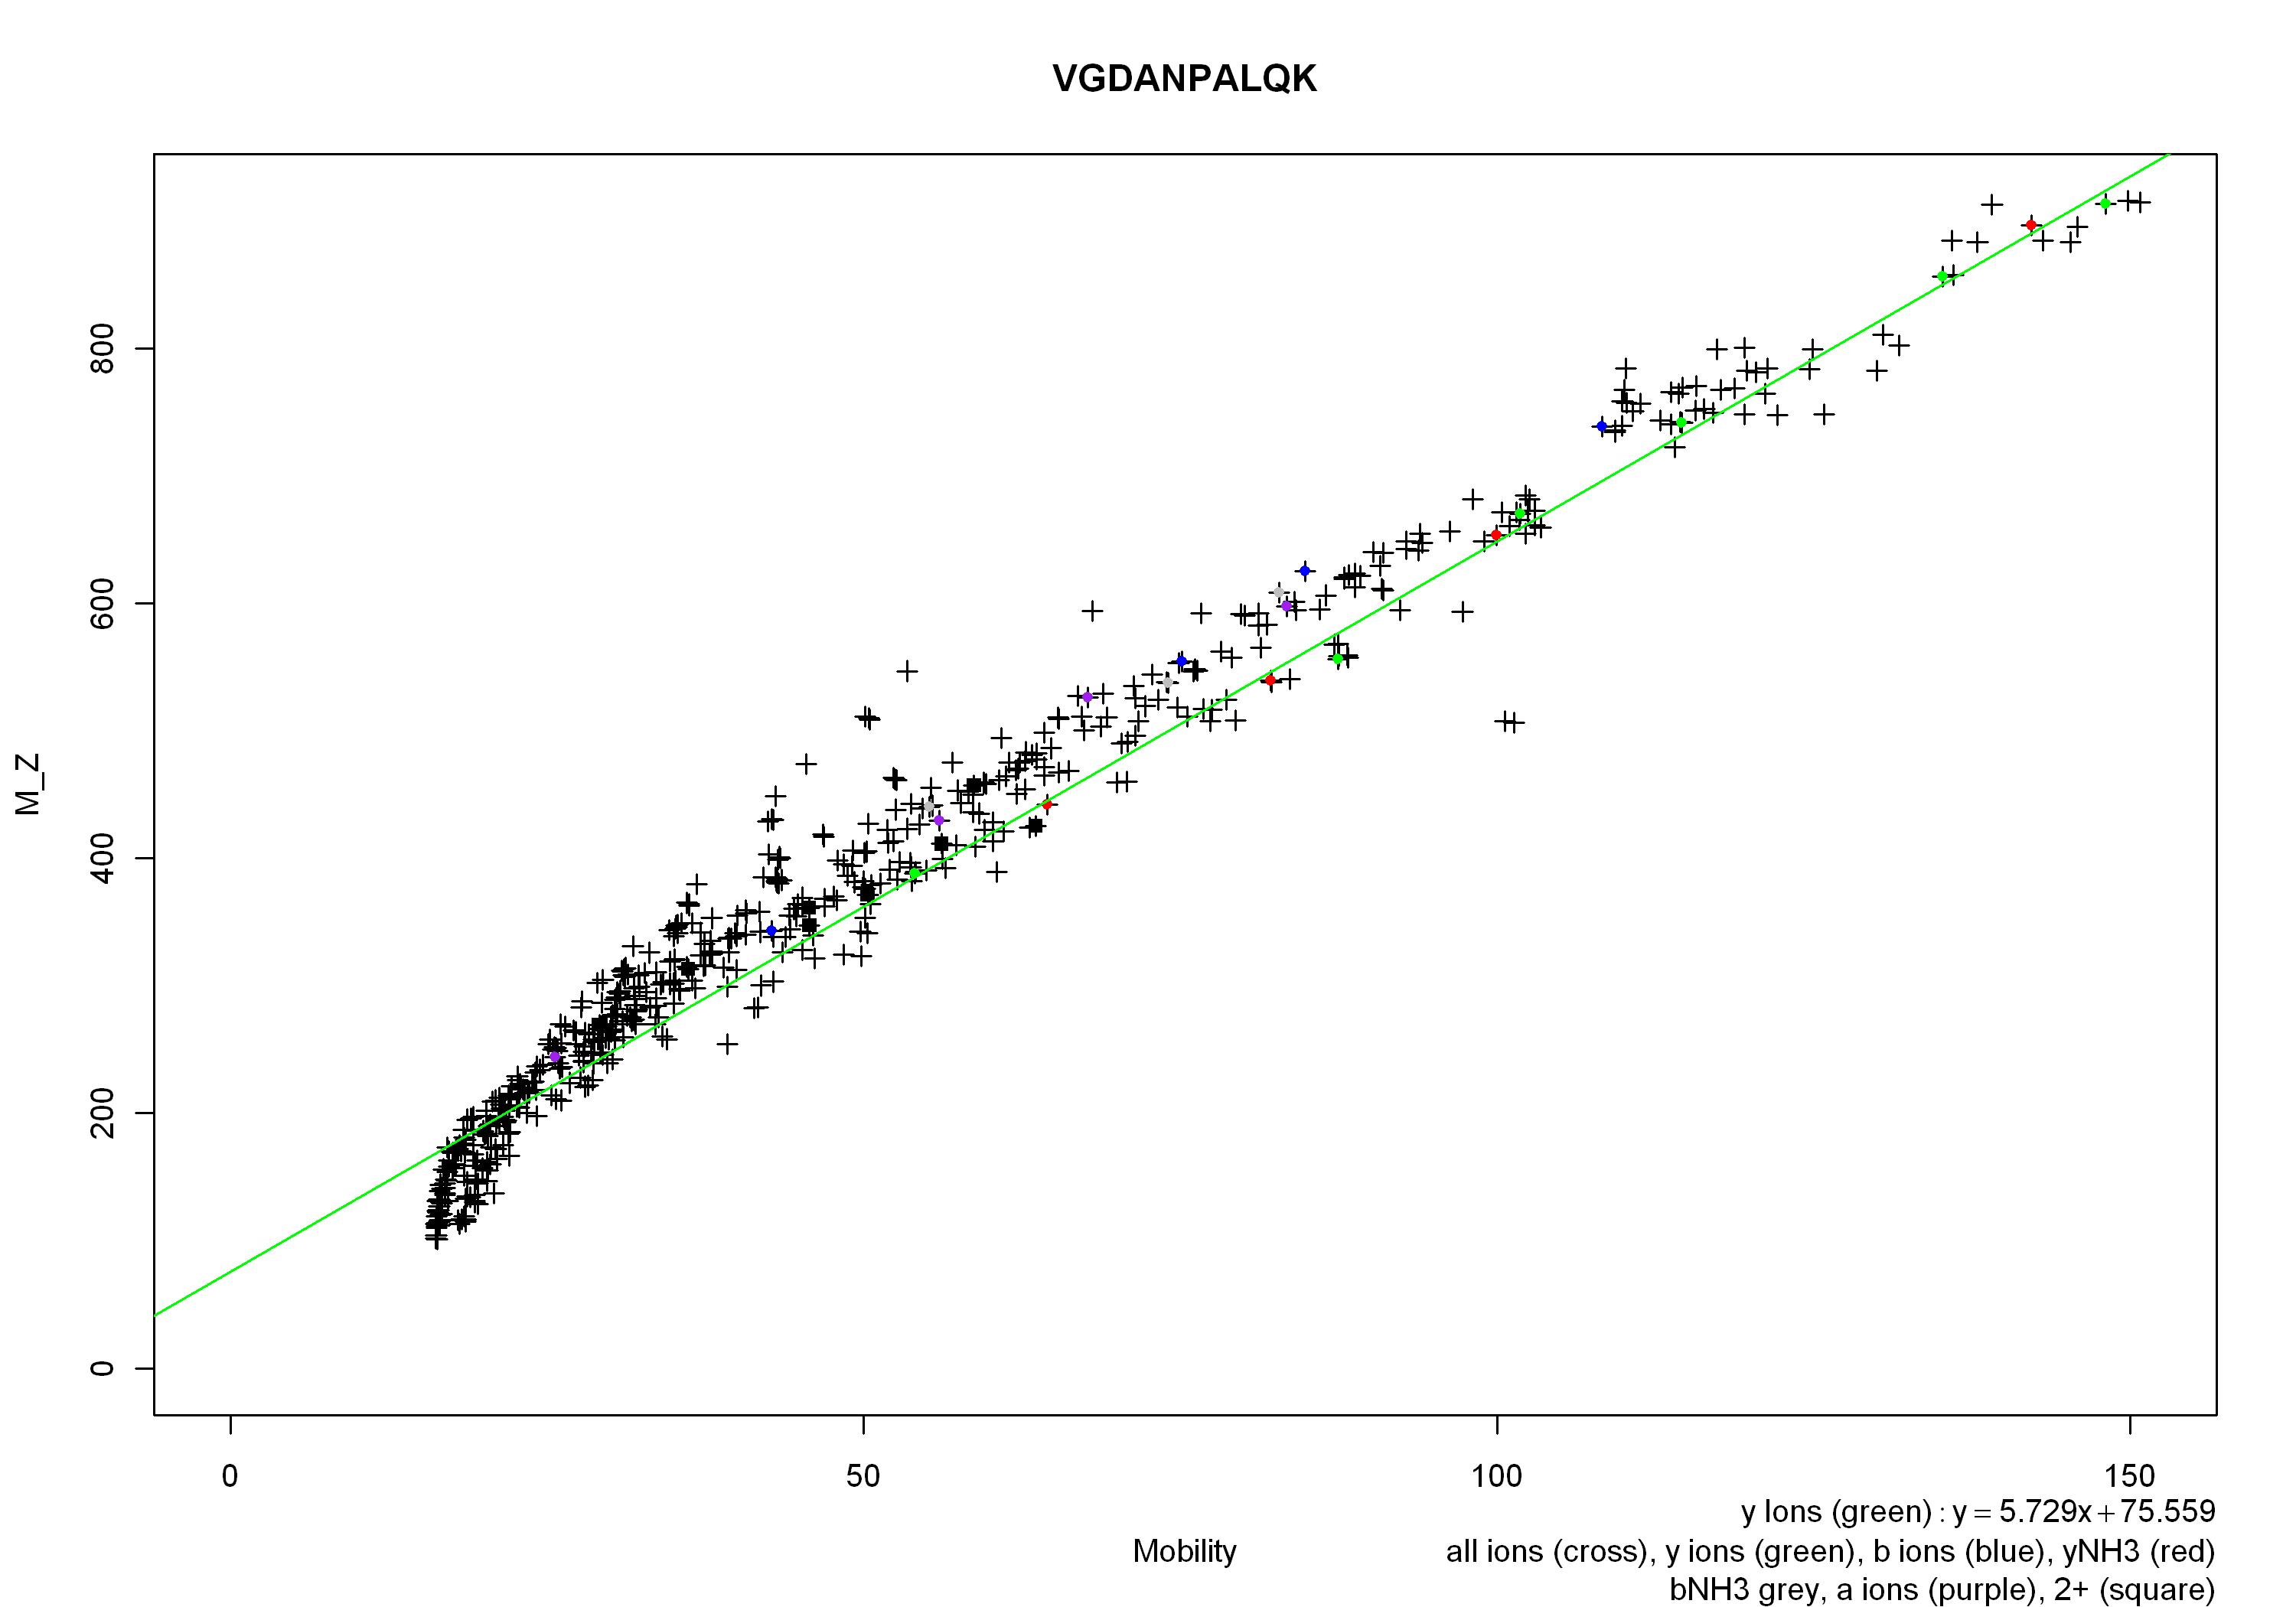 VGDANPALQK
M_Z
800
600
400
200
0
0 50 100 150
y Ions (green) : y = 5.729x + 75.559
Mobility
all ions (cross), y ions (green), b ions (blue), yNH3 (red)
bNH3 grey, a ions (purple), 2+ (square)